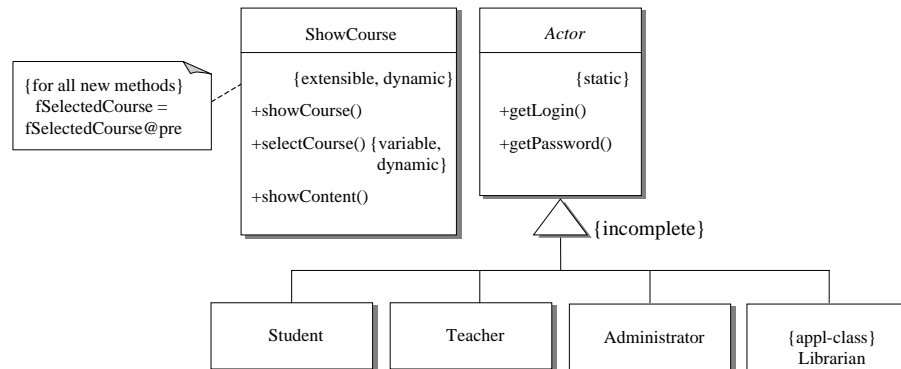 {for all new methods}
fSelectedCourse =
fSelectedCourse@pre
ShowCourse
{extensible, dynamic}
+showCourse()
+selectCourse() {variable,
dynamic}
+showContent()
Actor
{static}
+getLogin()
+getPassword()
{incomplete}
Student
Teacher
Administrator
{appl-class}
Librarian